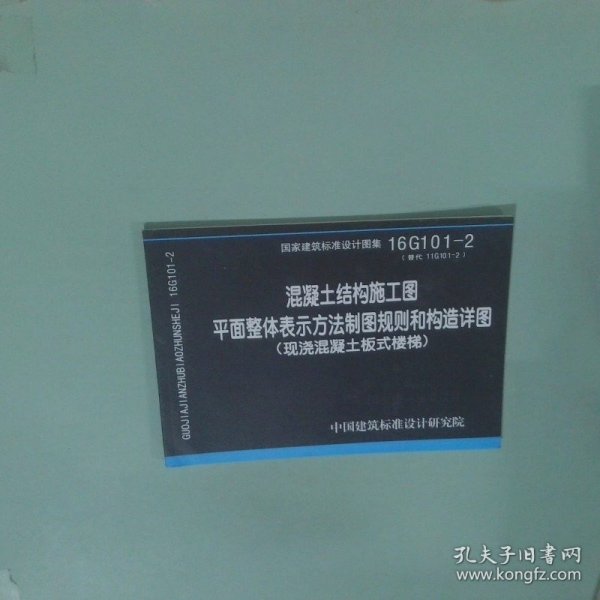 GUOJIAJIANZHUBIAOZHUNSHEJI 16G101-2
国家建筑标准设计图集 16G101-2
(替代 11G101-2)
混凝土结构施工图
平面整体表示方法制图规则和构造详图
(现浇混凝土板式楼梯)
中国建筑标准设计研究院
孔夫子旧书网
www.kongfz.com